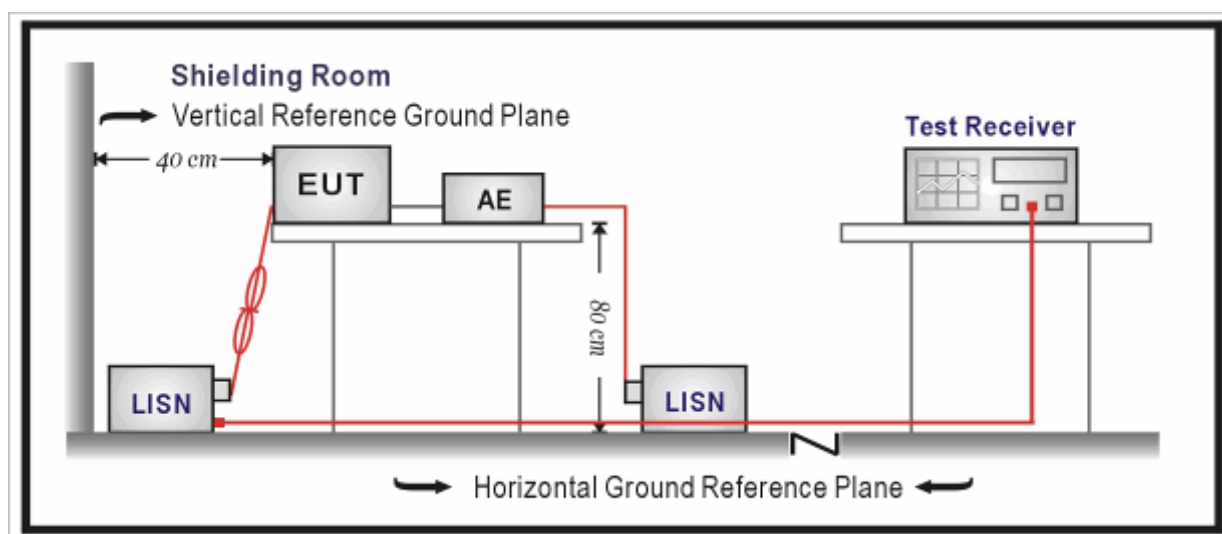 Shielding Room
Vertical Reference Ground Plane
Test Receiver
40 cm
EUT
AE
80 cm
LISN
LISN
Horizontal Ground Reference Plane